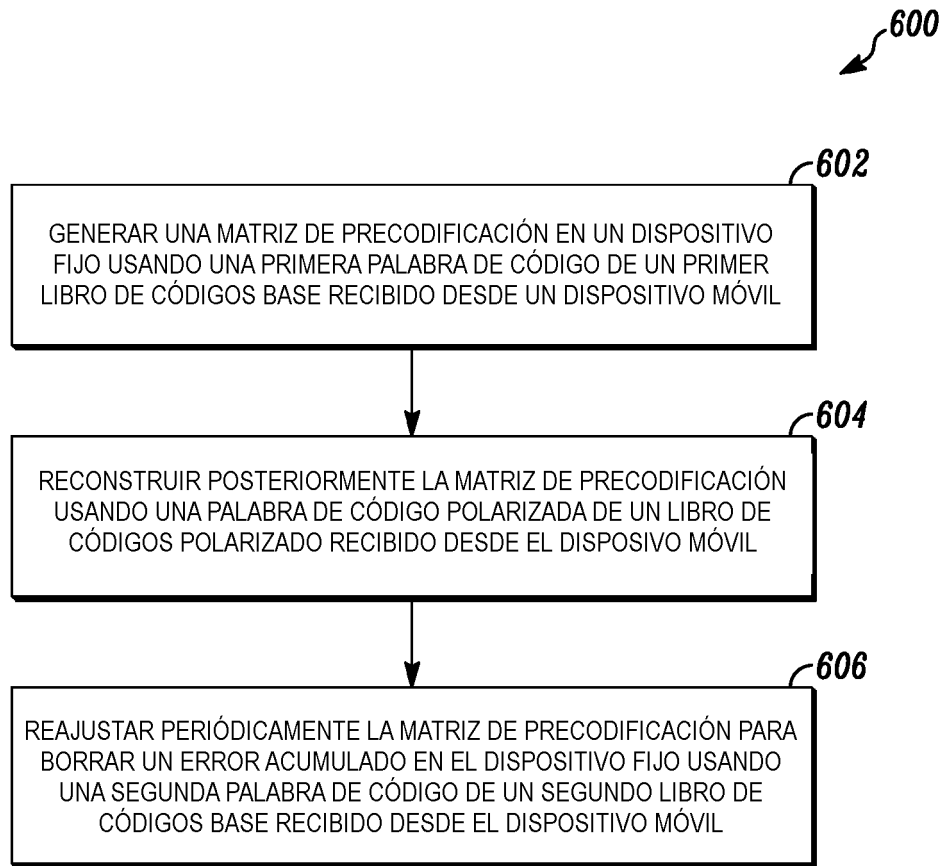 600
602
GENERAR UNA MATRIZ DE PRECODIFICACIÓN EN UN DISPOSITIVO
FIJO USANDO UNA PRIMERA PALABRA DE CÓDIGO DE UN PRIMER
LIBRO DE CÓDIGOS BASE RECIBIDO DESDE UN DISPOSITIVO MÓVIL
604
RECONSTRUIR POSTERIORMENTE LA MATRIZ DE PRECODIFICACIÓN
USANDO UNA PALABRA DE CÓDIGO POLARIZADA DE UN LIBRO DE
CÓDIGOS POLARIZADO RECIBIDO DESDE EL DISPOSIVO MÓVIL
606
REAJUSTAR PERIÓDICAMENTE LA MATRIZ DE PRECODIFICACIÓN PARA
BORRAR UN ERROR ACUMULADO EN EL DISPOSITIVO FIJO USANDO
UNA SEGUNDA PALABRA DE CÓDIGO DE UN SEGUNDO LIBRO DE
CÓDIGOS BASE RECIBIDO DESDE EL DISPOSITIVO MÓVIL